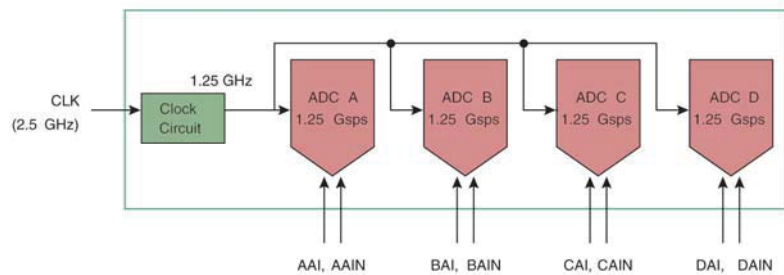 1.25 GHz
CLK
(2.5 GHz)
Clock
Circuit
ADC A
1.25 Gsps
ADC B
1.25 Gsps
ADC C
1.25 Gsps
ADC D
1.25 Gsps
AAI, AAIN
BAI, BAIN
CAI, CAIN
DAI, DAIN